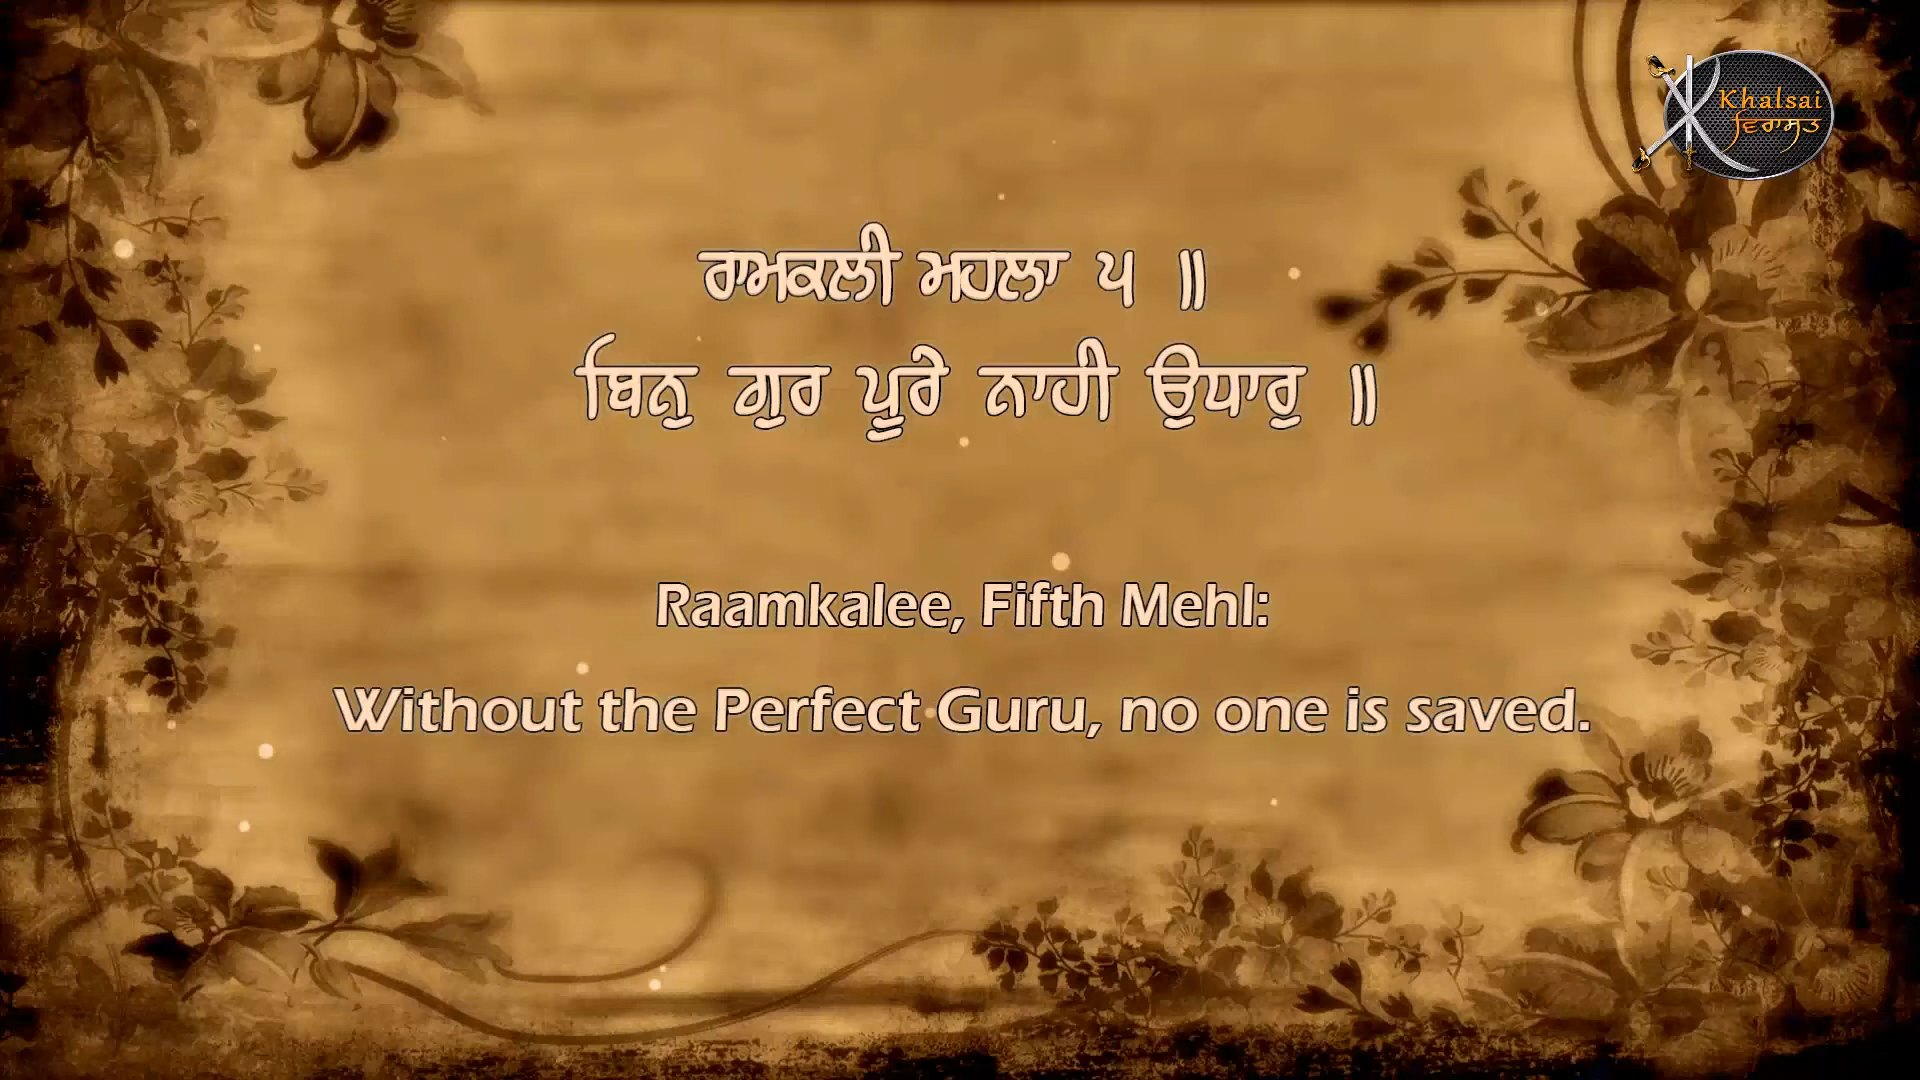 Khalsai
ਵਿਰਾਸਤ
ਰਾਮਕਲੀ ਮਹਲਾ ੫ ॥
ਬਿਨੁ ਗੁਰ ਪੂਰੇ ਨਾਹੀ ਉਧਾਰੁ ॥
Raamkalee, Fifth Mehl:
Without the Perfect Guru, no one is saved.